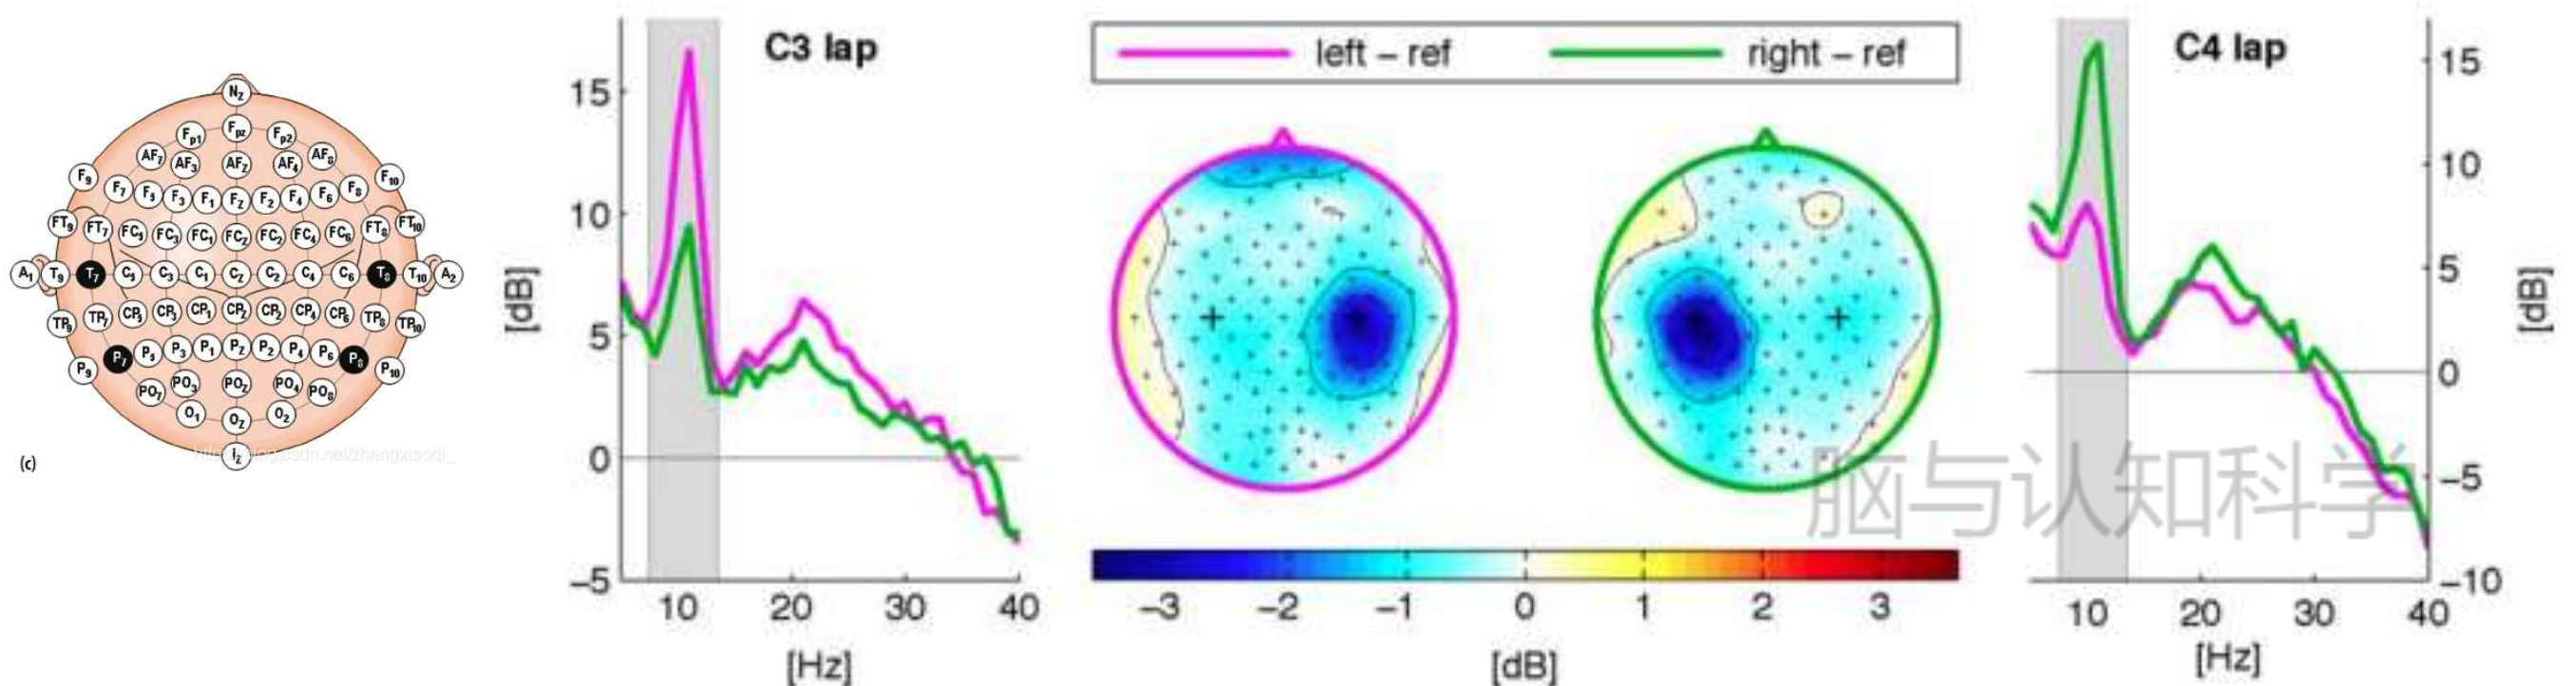 Nz
Fp1 Fpz Fp2
AF7 AF3 AFz AF4 AF8
F9 F7 F5 F3 F1 Fz F2 F4 F6 F8 F10
FT9 FT7 FC5 FC3 FC1 FCz FC2 FC4 FC6 FT8 FT10
A1 T9 T7 C5 C3 C1 Cz C2 C4 C6 T8 T10 A2
TP9 TP7 CP5 CP3 CP1 CPz CP2 CP4 CP6 TP8 TP10
P9 P7 P5 P3 P1 Pz P2 P4 P6 P8 P10
PO7 PO3 POz PO4 PO8
O1 Oz O2
Iz
(c)
C3 lap
15
10
5
0
−5
[dB]
10 20 30 40
[Hz]
left − ref right − ref
−3 −2 −1 0 1 2 3
[dB]
C4 lap
15
10
5
0
−5
−10
[dB]
10 20 30 40
[Hz]
脑与认知科学